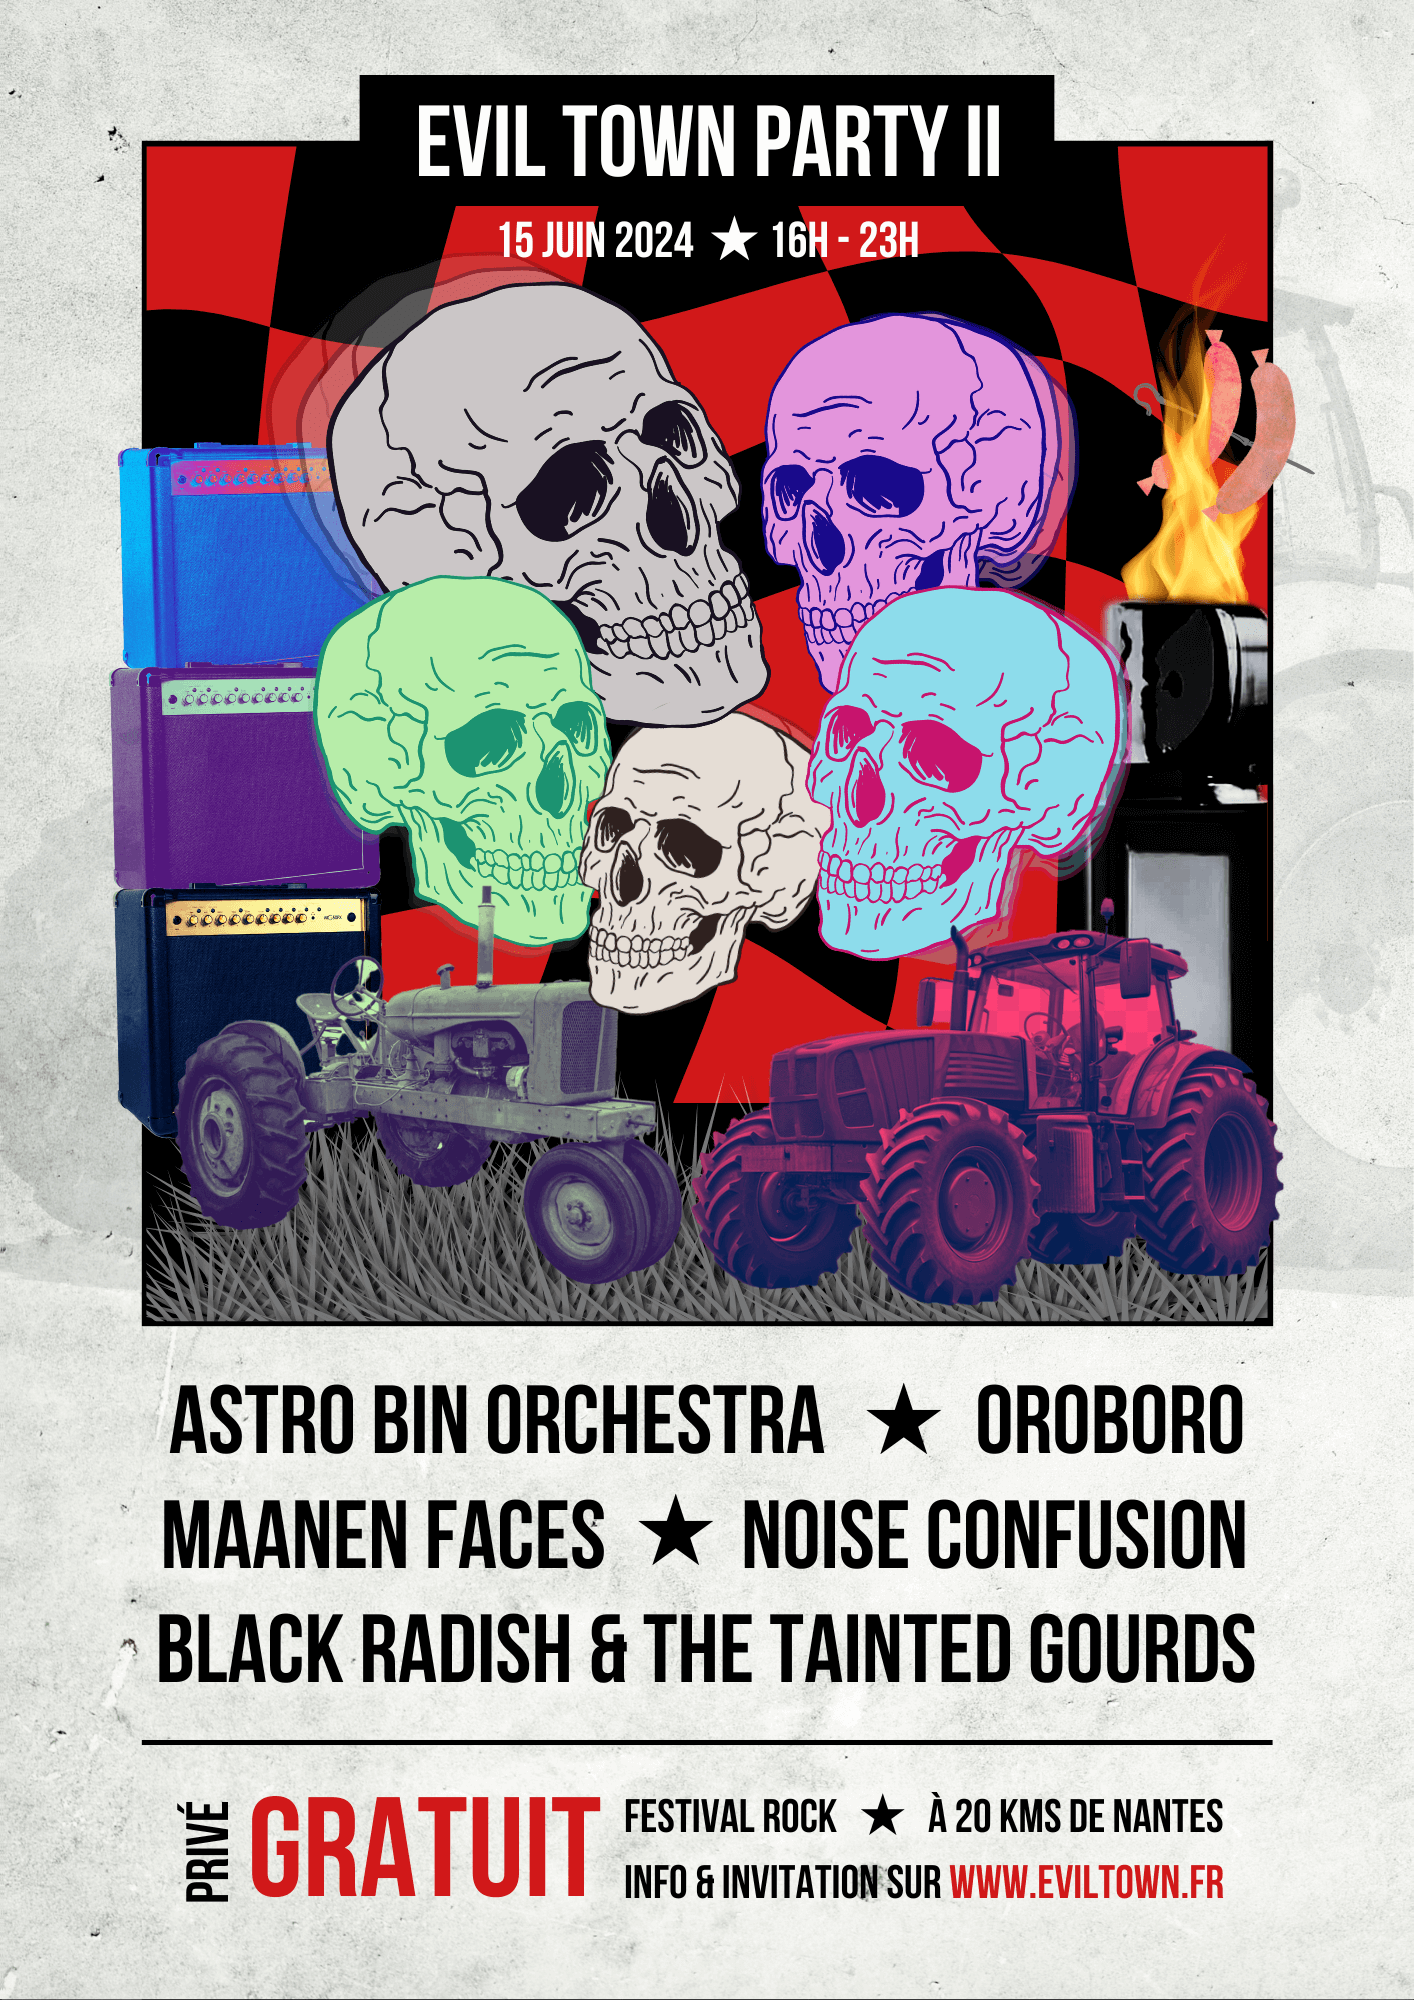 EVIL TOWN PARTY II
15 JUIN 2024 ★ 16H - 23H
ASTRO BIN ORCHESTRA ★ OROBORO
MAANEN FACES ★ NOISE CONFUSION
BLACK RADISH & THE TAINTED GOURDS
PRIVÉ
GRATUIT
FESTIVAL ROCK ★ À 20 KMS DE NANTES
INFO & INVITATION SUR WWW.EVILTOWN.FR